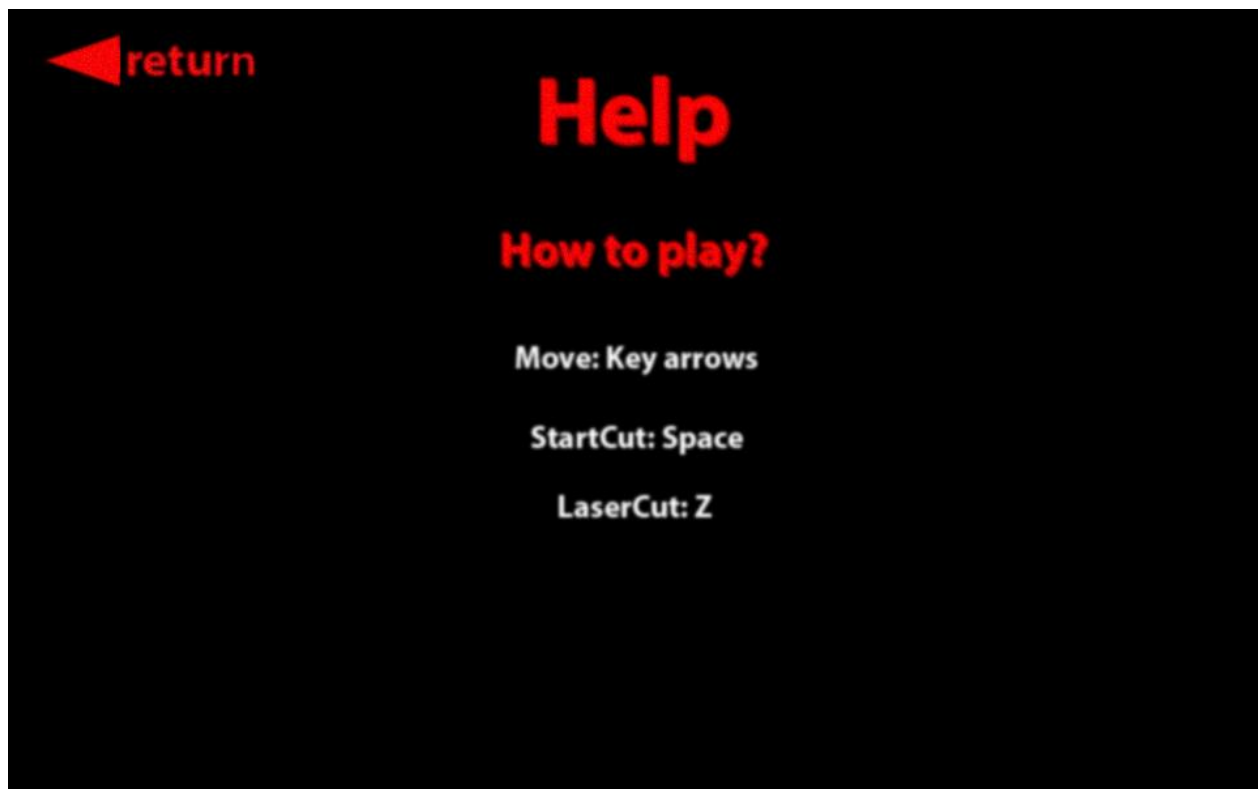 return
Help
How to play?
Move: Key arrows
StartCut: Space
LaserCut: Z